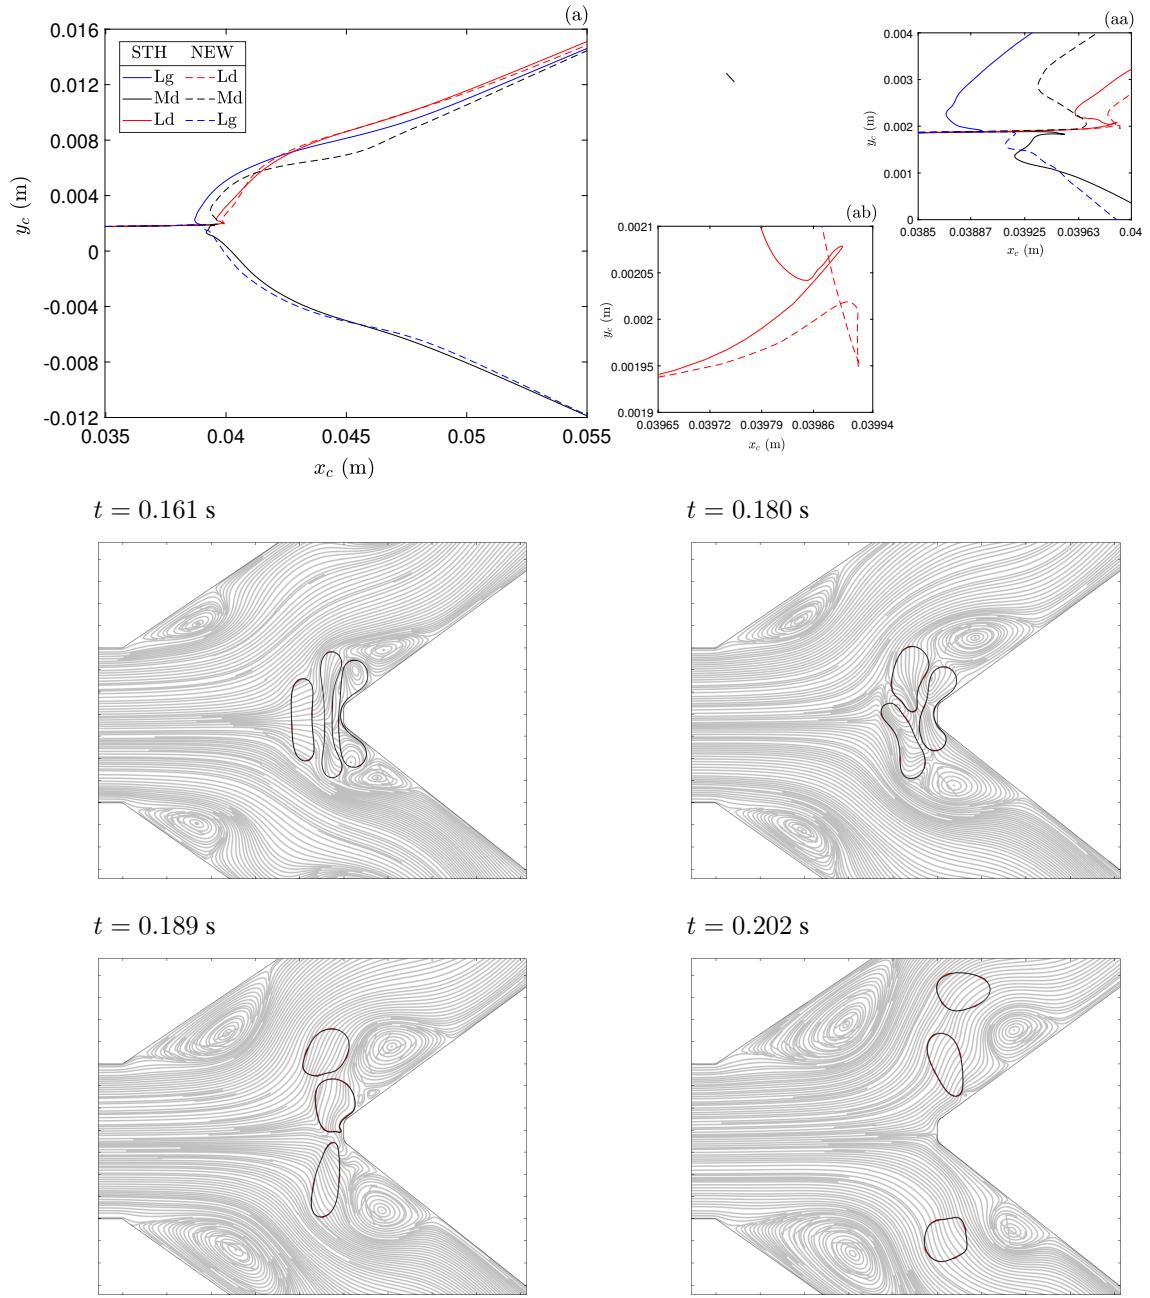 (a)
0.016
0.012
0.008
0.004
0
-0.004
-0.008
-0.012
0.035 0.04 0.045 0.05 0.055
x_c (m)
y_c (m)
STH NEW
Lg Ld
Md Md
Ld Lg
(aa)
0.004
0.003
0.002
0.001
0
0.0385 0.03887 0.03925 0.03963 0.04
x_c (m)
y_c (m)
(ab)
0.0021
0.00205
0.002
0.00195
0.0019
0.03965 0.03972 0.03979 0.03986 0.03994
x_c (m)
y_c (m)
t = 0.161 s
t = 0.180 s
t = 0.189 s
t = 0.202 s